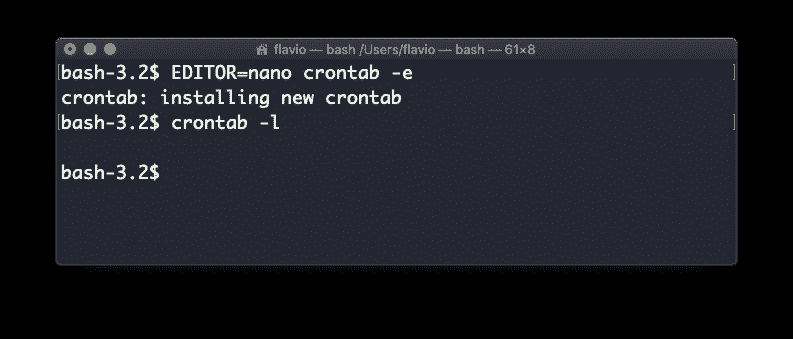 flavio — bash /Users/flavio — bash — 61×8
bash-3.2$ EDITOR=nano crontab -e
crontab: installing new crontab
bash-3.2$ crontab -l
bash-3.2$